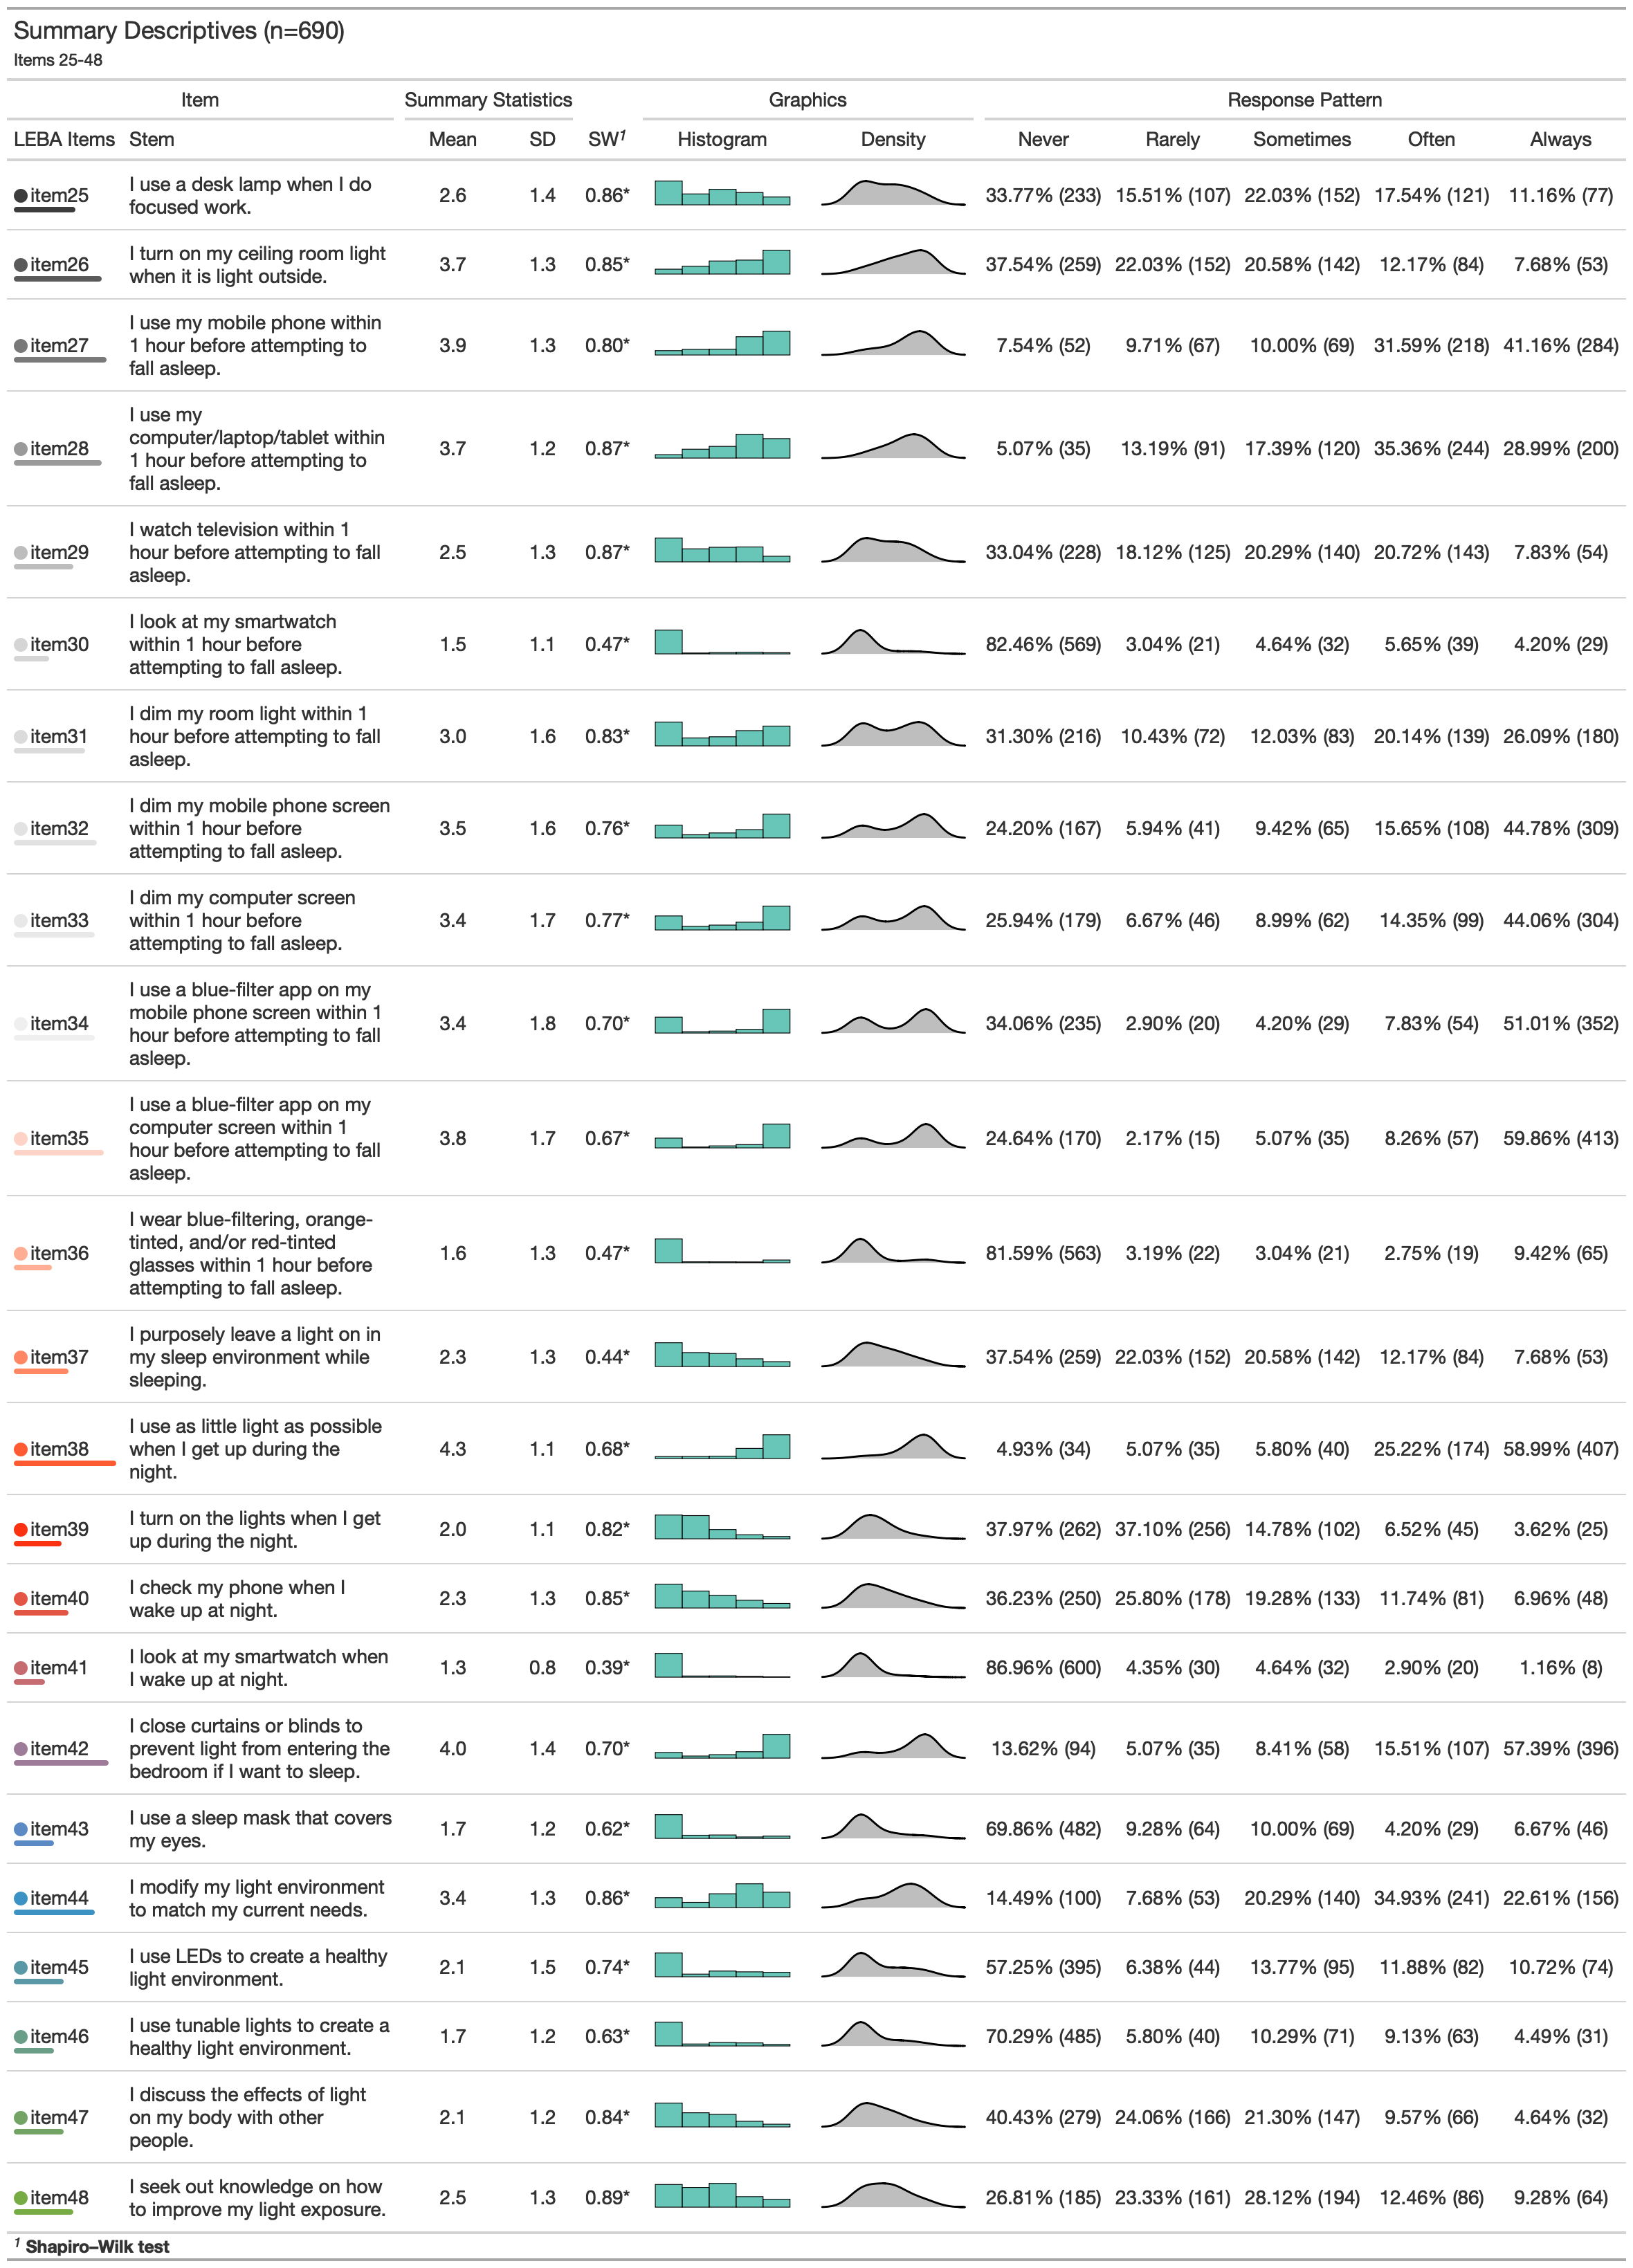 Summary Descriptives (n=690)
Items 25-48
Item Summary Statistics Graphics Response Pattern
LEBA Items Stem Mean SD SW¹ Histogram Density Never Rarely Sometimes Often Always
item25 I use a desk lamp when I do focused work. 2.6 1.4 0.86* 33.77% (233) 15.51% (107) 22.03% (152) 17.54% (121) 11.16% (77)
item26 I turn on my ceiling room light when it is light outside. 3.7 1.3 0.85* 37.54% (259) 22.03% (152) 20.58% (142) 12.17% (84) 7.68% (53)
item27 I use my mobile phone within 1 hour before attempting to fall asleep. 3.9 1.3 0.80* 7.54% (52) 9.71% (67) 10.00% (69) 31.59% (218) 41.16% (284)
item28 I use my computer/laptop/tablet within 1 hour before attempting to fall asleep. 3.7 1.2 0.87* 5.07% (35) 13.19% (91) 17.39% (120) 35.36% (244) 28.99% (200)
item29 I watch television within 1 hour before attempting to fall asleep. 2.5 1.3 0.87* 33.04% (228) 18.12% (125) 20.29% (140) 20.72% (143) 7.83% (54)
item30 I look at my smartwatch within 1 hour before attempting to fall asleep. 1.5 1.1 0.47* 82.46% (569) 3.04% (21) 4.64% (32) 5.65% (39) 4.20% (29)
item31 I dim my room light within 1 hour before attempting to fall asleep. 3.0 1.6 0.83* 31.30% (216) 10.43% (72) 12.03% (83) 20.14% (139) 26.09% (180)
item32 I dim my mobile phone screen within 1 hour before attempting to fall asleep. 3.5 1.6 0.76* 24.20% (167) 5.94% (41) 9.42% (65) 15.65% (108) 44.78% (309)
item33 I dim my computer screen within 1 hour before attempting to fall asleep. 3.4 1.7 0.77* 25.94% (179) 6.67% (46) 8.99% (62) 14.35% (99) 44.06% (304)
item34 I use a blue-filter app on my mobile phone screen within 1 hour before attempting to fall asleep. 3.4 1.8 0.70* 34.06% (235) 2.90% (20) 4.20% (29) 7.83% (54) 51.01% (352)
item35 I use a blue-filter app on my computer screen within 1 hour before attempting to fall asleep. 3.8 1.7 0.67* 24.64% (170) 2.17% (15) 5.07% (35) 8.26% (57) 59.86% (413)
item36 I wear blue-filtering, orange-tinted, and/or red-tinted glasses within 1 hour before attempting to fall asleep. 1.6 1.3 0.47* 81.59% (563) 3.19% (22) 3.04% (21) 2.75% (19) 9.42% (65)
item37 I purposely leave a light on in my sleep environment while sleeping. 2.3 1.3 0.44* 37.54% (259) 22.03% (152) 20.58% (142) 12.17% (84) 7.68% (53)
item38 I use as little light as possible when I get up during the night. 4.3 1.1 0.68* 4.93% (34) 5.07% (35) 5.80% (40) 25.22% (174) 58.99% (407)
item39 I turn on the lights when I get up during the night. 2.0 1.1 0.82* 37.97% (262) 37.10% (256) 14.78% (102) 6.52% (45) 3.62% (25)
item40 I check my phone when I wake up at night. 2.3 1.3 0.85* 36.23% (250) 25.80% (178) 19.28% (133) 11.74% (81) 6.96% (48)
item41 I look at my smartwatch when I wake up at night. 1.3 0.8 0.39* 86.96% (600) 4.35% (30) 4.64% (32) 2.90% (20) 1.16% (8)
item42 I close curtains or blinds to prevent light from entering the bedroom if I want to sleep. 4.0 1.4 0.70* 13.62% (94) 5.07% (35) 8.41% (58) 15.51% (107) 57.39% (396)
item43 I use a sleep mask that covers my eyes. 1.7 1.2 0.62* 69.86% (482) 9.28% (64) 10.00% (69) 4.20% (29) 6.67% (46)
item44 I modify my light environment to match my current needs. 3.4 1.3 0.86* 14.49% (100) 7.68% (53) 20.29% (140) 34.93% (241) 22.61% (156)
item45 I use LEDs to create a healthy light environment. 2.1 1.5 0.74* 57.25% (395) 6.38% (44) 13.77% (95) 11.88% (82) 10.72% (74)
item46 I use tunable lights to create a healthy light environment. 1.7 1.2 0.63* 70.29% (485) 5.80% (40) 10.29% (71) 9.13% (63) 4.49% (31)
item47 I discuss the effects of light on my body with other people. 2.1 1.2 0.84* 40.43% (279) 24.06% (166) 21.30% (147) 9.57% (66) 4.64% (32)
item48 I seek out knowledge on how to improve my light exposure. 2.5 1.3 0.89* 26.81% (185) 23.33% (161) 28.12% (194) 12.46% (86) 9.28% (64)
¹ Shapiro–Wilk test